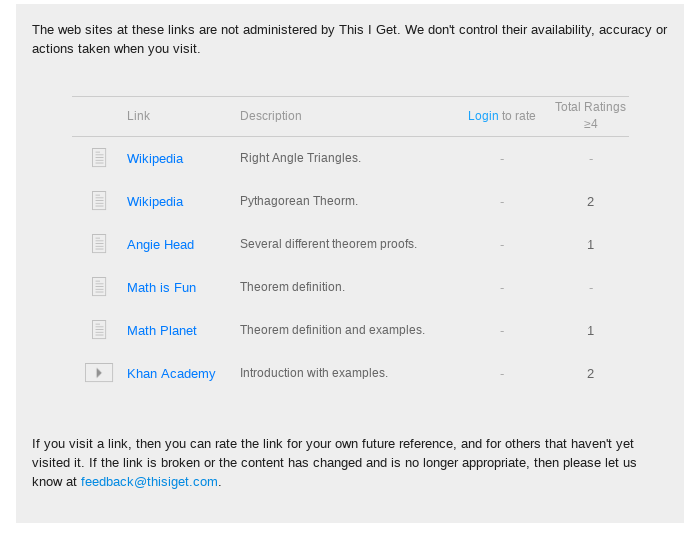 The web sites at these links are not administered by This I Get. We don't control their availability, accuracy or
actions taken when you visit.
Link Description Login to rate Total Ratings
≥4
Wikipedia Right Angle Triangles. - -
Wikipedia Pythagorean Theorm. - 2
Angie Head Several different theorem proofs. - 1
Math is Fun Theorem definition. - -
Math Planet Theorem definition and examples. - 1
Khan Academy Introduction with examples. - 2
If you visit a link, then you can rate the link for your own future reference, and for others that haven't yet
visited it. If the link is broken or the content has changed and is no longer appropriate, then please let us
know at feedback@thisiget.com.